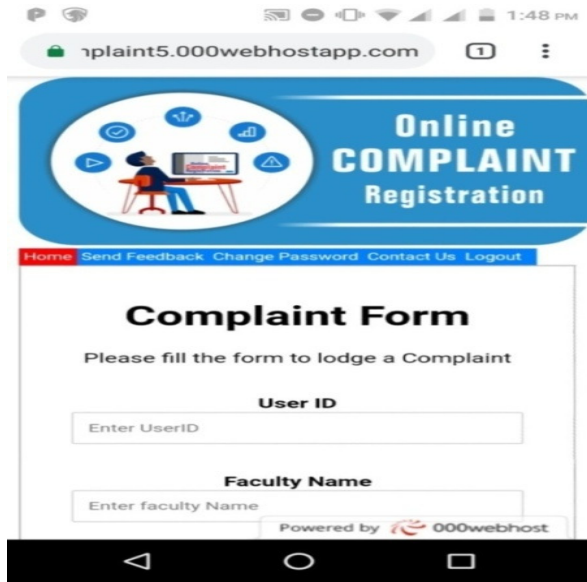 1:48 PM
nplaint5.000webhostapp.com
1
Online
COMPLAINT
Registration
Home Send Feedback Change Password Contact Us Logout
Complaint Form
Please fill the form to lodge a Complaint
User ID
Enter UserID
Faculty Name
Enter faculty Name
Powered by 000webhost